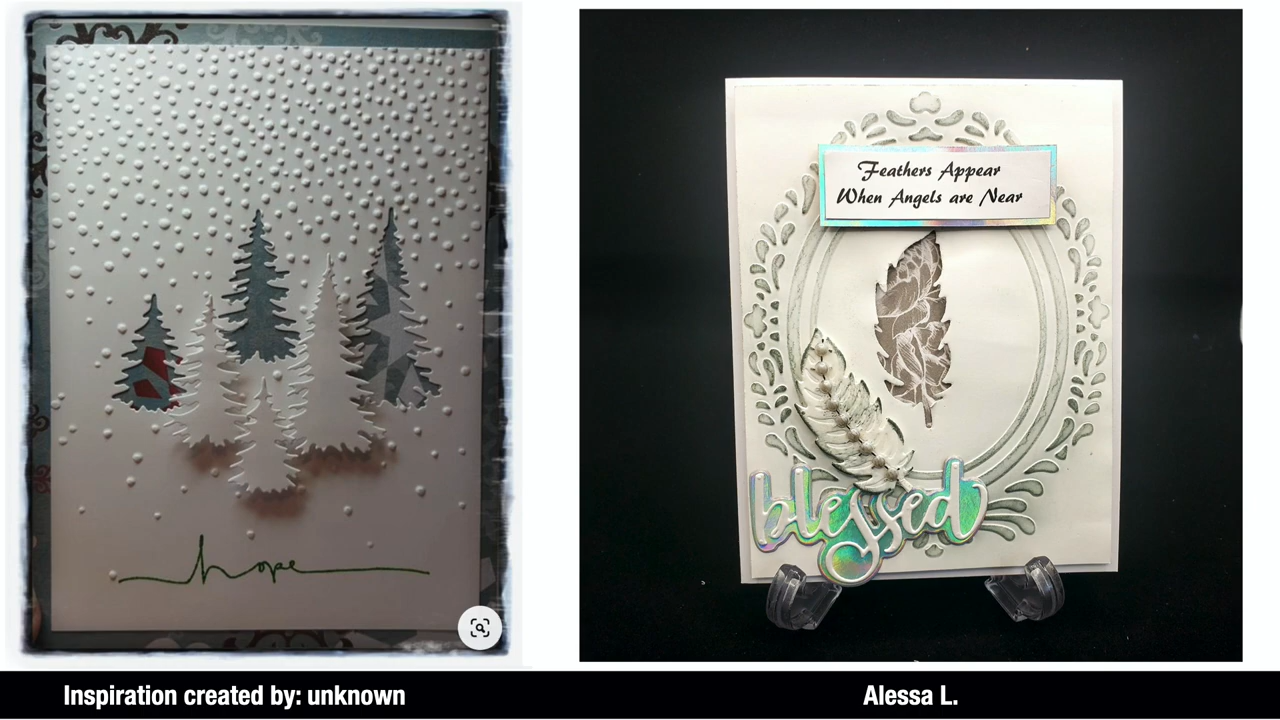 hope
Feathers Appear
When Angels are Near
blessed
Inspiration created by: unknown
Alessa L.